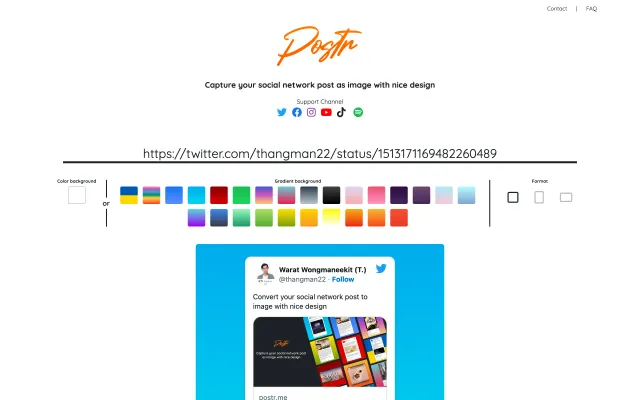 Contact | FAQ
Postr
Capture your social network post as image with nice design
Support Channel
https://twitter.com/thangman22/status/1513171169482260489
Color background
Gradient background
Format
or
Warat Wongmaneekit (T.)
@thangman22 · Follow
Convert your social network post to
image with nice design
Postr
Capture your social network post
as image with nice design
postr.me